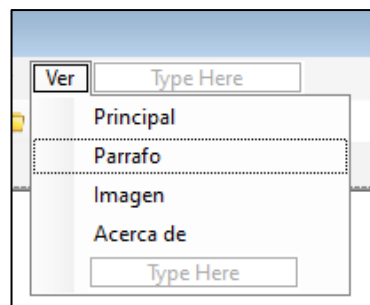 Ver Type Here
Principal
Parrafo
Imagen
Acerca de
Type Here